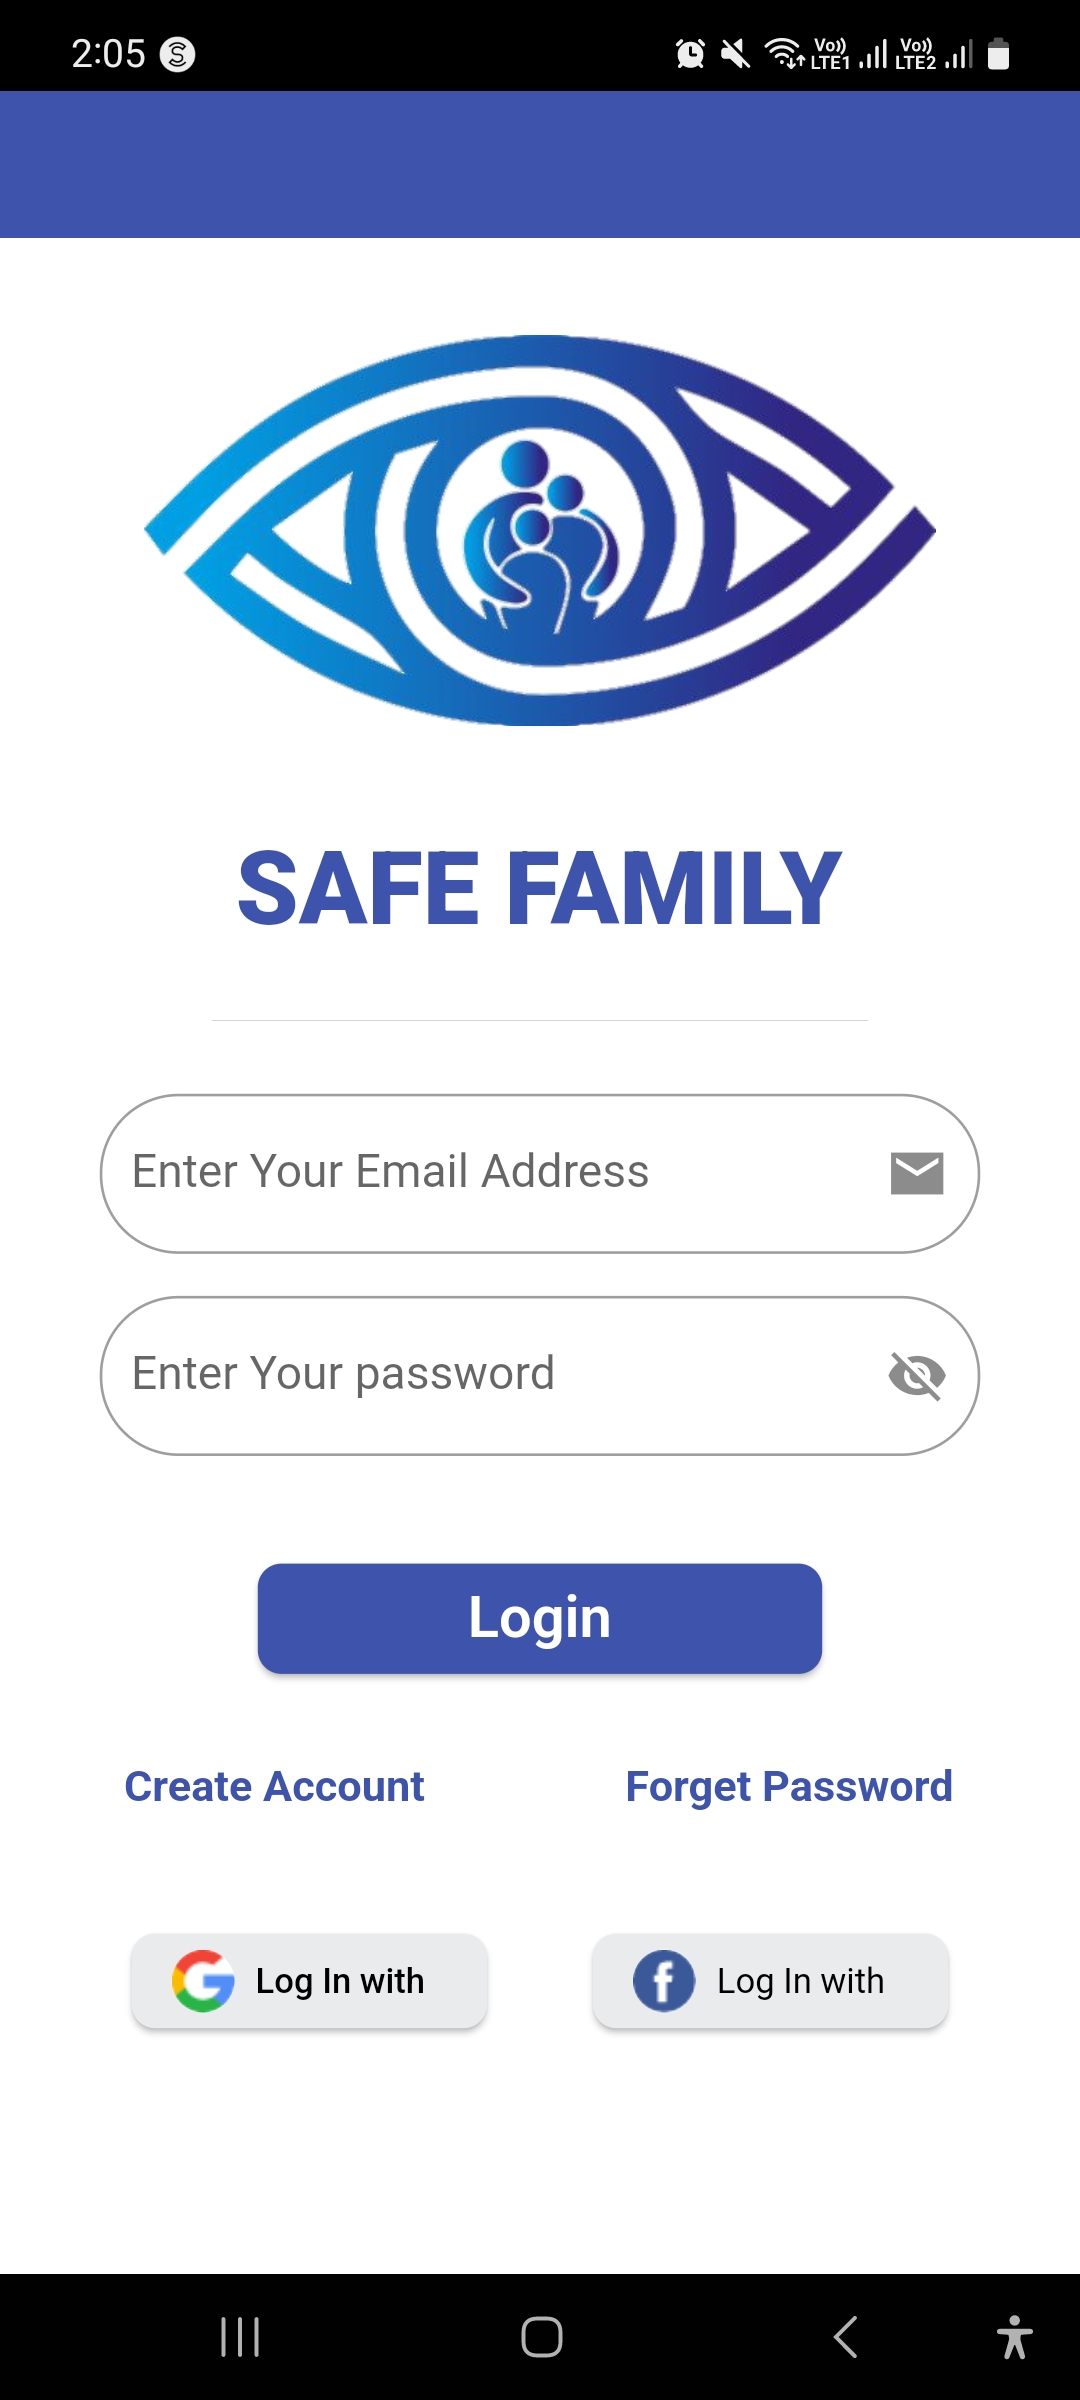 2:05
Vo)) LTE1 Vo)) LTE2
SAFE FAMILY
Enter Your Email Address
Enter Your password
Login
Create Account Forget Password
Log In with Log In with